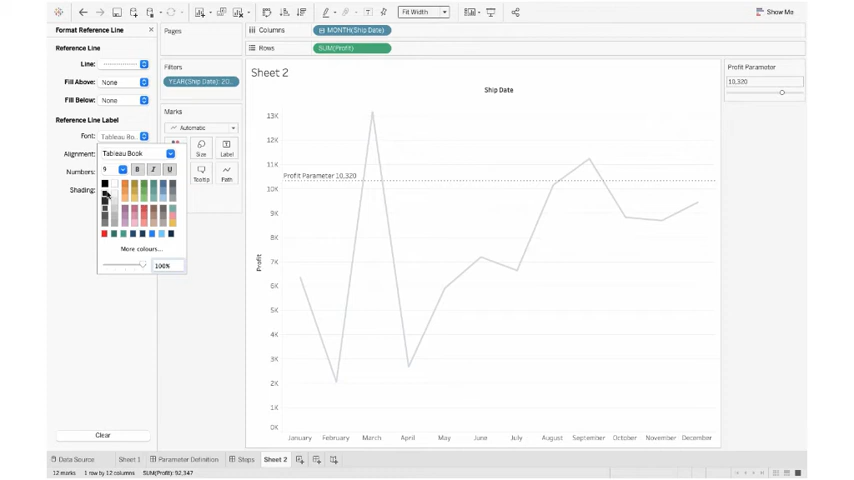 Fit Width
Show Me
Format Reference Line
Reference Line
Line:
Fill Above: None
Fill Below: None
Reference Line Label
Font: Tableau Bo..
Alignment:
Numbers:
Shading:
Tableau Book
9 B I U
More colours...
100%
Clear
Pages
Filters
YEAR(Ship Date): 20...
Marks
Automatic
Size Label
Tooltip Path
Columns MONTH(Ship Date)
Rows SUM(Profit)
Sheet 2
Ship Date
13K
12K
11K
10K
9K
8K
7K
6K
5K
4K
3K
2K
1K
0K
Profit
Profit Parameter 10,320
January February March April May June July August September October November December
Profit Parameter
10,320
Data Source Sheet 1 Parameter Definition Steps Sheet 2
12 marks 1 row by 12 columns SUM(Profit): 92,347